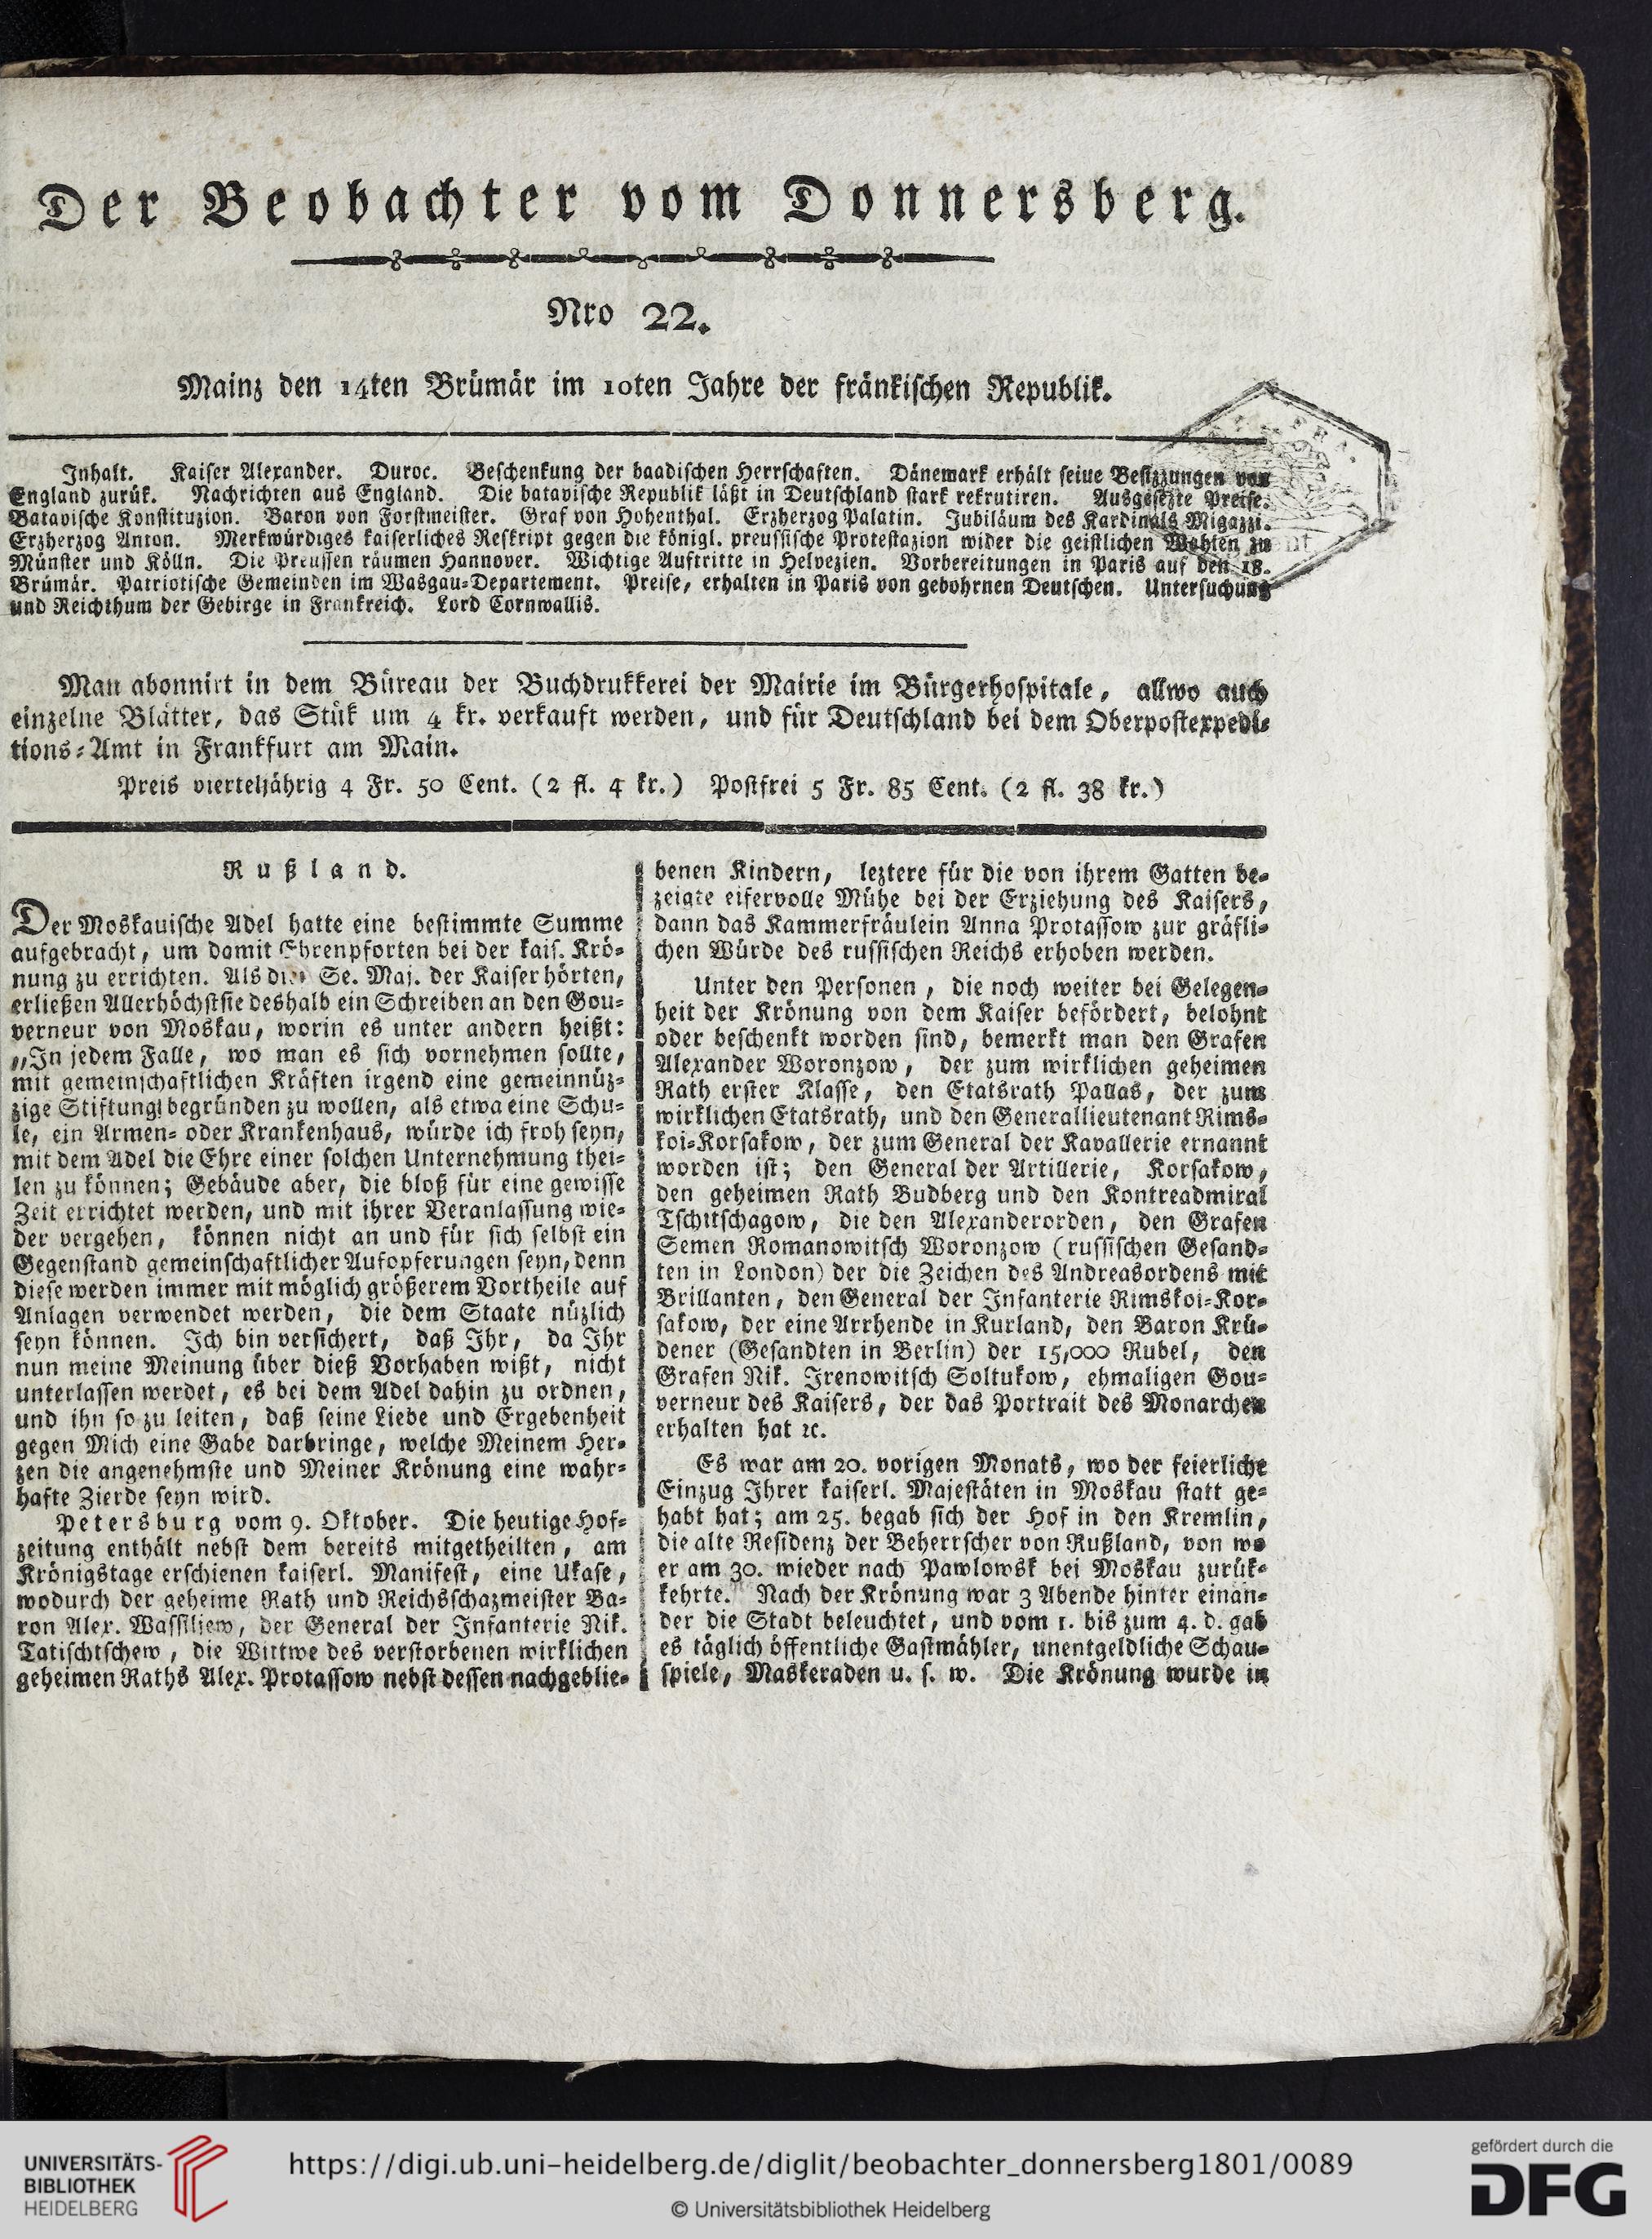 Der Beobachter vom Donnersberg.
Nro 22.
Mainz den 14ten Brümär im 10ten Jahre der fränkischen Republik.
Inhalt. Kaiser Alexander. Duroc. Beschenkung der baadischen Herrschaften. Dänemark erhält seine Besizzungen von
England zurük. Nachrichten aus England. Die batavische Republik läßt in Deutschland stark rekrutiren. Ausgesezte Preise.
Batavische Konstituzion. Baron von Forstmeister. Graf von Hohenthal. Erzherzog Palatin. Jubiläum des Kardinals Migazzi.
Erzherzog Anton. Merkwürdiges kaiserliches Reskript gegen die königl. preussische Protestazion wider die geistlichen Wahlen zu
Münster und Kölln. Die Preussen räumen Hannover. Wichtige Auftritte in Helvezien. Vorbereitungen in Paris auf den 18.
Brümär. Patriotische Gemeinden im Wasgau-Departement. Preise, erhalten in Paris von gebohrnen Deutschen. Untersuchung
und Reichthum der Gebirge in Frankreich. Lord Cornwallis.
Man abonnirt in dem Büreau der Buchdrukkerei der Mairie im Bürgerhospitale, allwo auch
einzelne Blätter, das Stük um 4 kr. verkauft werden, und für Deutschland bei dem Oberpostexpedi-
tions-Amt in Frankfurt am Main.
Preis vierteljährig 4 Fr. 50 Cent. (2 fl. 4 kr.) Postfrei 5 Fr. 85 Cent. (2 fl. 38 kr.)
Rußland.
Der Moskauische Adel hatte eine bestimmte Summe
aufgebracht, um damit Ehrenpforten bei der kais. Krö-
nung zu errichten. Als dies Se. Maj. der Kaiser hörten,
erließen Allerhöchstsie deshalb ein Schreiben an den Gou-
verneur von Moskau, worin es unter andern heißt:
„In jedem Falle, wo man es sich vornehmen sollte,
mit gemeinschaftlichen Kräften irgend eine gemeinnüz-
zige Stiftung begründen zu wollen, als etwa eine Schu-
le, ein Armen- oder Krankenhaus, würde ich froh seyn,
mit dem Adel die Ehre einer solchen Unternehmung thei-
len zu können; Gebäude aber, die bloß für eine gewisse
Zeit errichtet werden, und mit ihrer Veranlassung wie-
der vergehen, können nicht an und für sich selbst ein
Gegenstand gemeinschaftlicher Aufopferungen seyn, denn
diese werden immer mit möglich größerem Vortheile auf
Anlagen verwendet werden, die dem Staate nüzlich
seyn können. Ich bin versichert, daß Ihr, da Ihr
nun meine Meinung über dieß Vorhaben wißt, nicht
unterlassen werdet, es bei dem Adel dahin zu ordnen,
und ihn so zu leiten, daß seine Liebe und Ergebenheit
gegen Mich eine Gabe darbringe, welche Meinem Her-
zen die angenehmste und Meiner Krönung eine wahr-
hafte Zierde seyn wird.
Petersburg vom 9. Oktober. Die heutige Hof-
zeitung enthält nebst dem bereits mitgetheilten, am
Krönigstage erschienen kaiserl. Manifest, eine Ukase,
wodurch der geheime Rath und Reichsschazmeister Ba-
ron Alex. Wassiliew, der General der Infanterie Nik.
Tatischtschew, die Wittwe des verstorbenen wirklichen
geheimen Raths Alex. Protassow nebst dessen nachgeblie-
benen Kindern, leztere für die von ihrem Gatten be-
zeigte eifervolle Mühe bei der Erziehung des Kaisers,
dann das Kammerfräulein Anna Protassow zur gräfli-
chen Würde des russischen Reichs erhoben werden.
Unter den Personen, die noch weiter bei Gelegen-
heit der Krönung von dem Kaiser befördert, belohnt
oder beschenkt worden sind, bemerkt man den Grafen
Alexander Woronzow, der zum wirklichen geheimen
Rath erster Klasse, den Etatsrath Pallas, der zum
wirklichen Etatsrath, und den Generallieutenant Rims-
koi-Korsakow, der zum General der Kavallerie ernannt
worden ist; den General der Artillerie, Korsakow,
den geheimen Rath Budberg und den Kontreadmiral
Tschitschagow, die den Alexanderorden, den Grafen
Semen Romanowitsch Woronzow (russischen Gesand-
ten in London) der die Zeichen des Andreasordens mit
Brillanten, den General der Infanterie Rimskoi-Kor-
sakow, der eine Arrhende in Kurland, den Baron Krü-
dener (Gesandten in Berlin) der 15,000 Rubel, den
Grafen Nik. Irenowitsch Soltukow, ehmaligen Gou-
verneur des Kaisers, der das Portrait des Monarchen
erhalten hat ꝛc.
Es war am 20. vorigen Monats, wo der feierliche
Einzug Ihrer kaiserl. Majestäten in Moskau statt ge-
habt hat; am 25. begab sich der Hof in den Kremlin,
die alte Residenz der Beherrscher von Rußland, von wo
er am 30. wieder nach Pawlowsk bei Moskau zurük-
kehrte. Nach der Krönung war 3 Abende hinter einan-
der die Stadt beleuchtet, und vom 1. bis zum 4. d. gab
es täglich öffentliche Gastmähler, unentgeldliche Schau-
spiele, Maskeraden u. s. w. Die Krönung wurde in
UNIVERSITÄTS-
BIBLIOTHEK
HEIDELBERG
https://digi.ub.uni-heidelberg.de/diglit/beobachter_donnersberg1801/0089
© Universitätsbibliothek Heidelberg
gefördert durch die
DFG